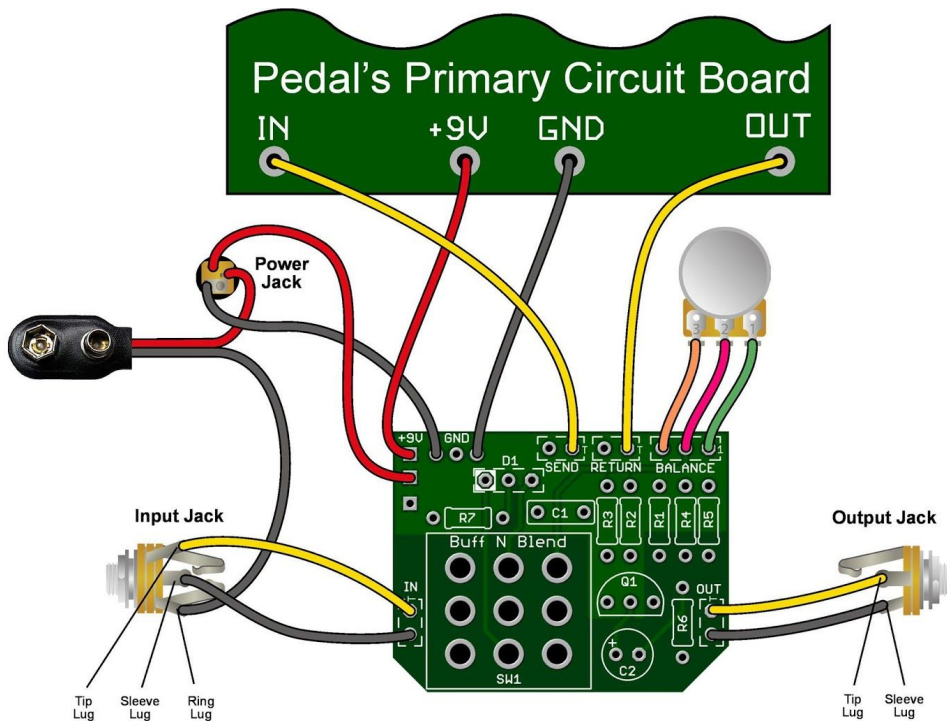 Pedal's Primary Circuit Board
IN +9V GND OUT
Power
Jack
3 2 1
+9V GND T T 1
SEND RETURN BALANCE
D1
R7 C1 R3 R2 R1 R4 R5
Input Jack
Output Jack
Buff N Blend
IN
T
Q1
OUT
T
R6
+
C2
SW1
Tip
Lug
Sleeve
Lug
Ring
Lug
Tip
Lug
Sleeve
Lug